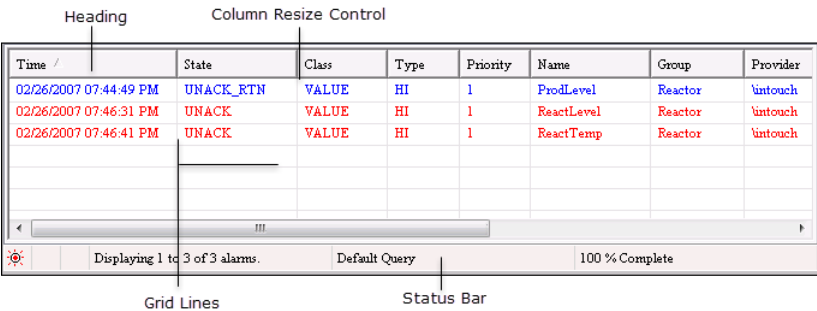 Heading
Column Resize Control
Time State Class Type Priority Name Group Provider
02/26/2007 07:44:49 PM UNACK_RTN VALUE HI 1 ProdLevel Reactor \intouch
02/26/2007 07:46:31 PM UNACK VALUE HI 1 ReactLevel Reactor \intouch
02/26/2007 07:46:41 PM UNACK VALUE HI 1 ReactTemp Reactor \intouch
Displaying 1 to 3 of 3 alarms. Default Query 100 % Complete
Grid Lines
Status Bar